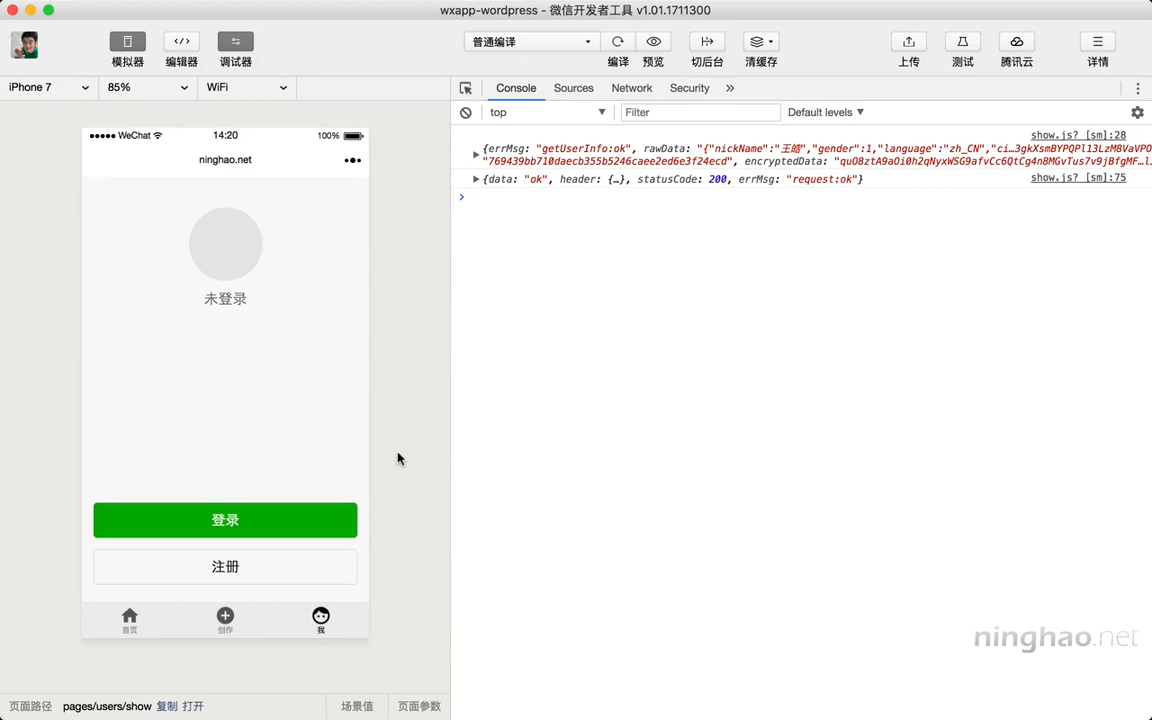 wxapp-wordpress - 微信开发者工具 v1.01.1711300
模拟器
编辑器
调试器
普通编译
编译
预览
切后台
清缓存
上传
测试
腾讯云
详情
iPhone 7
85%
WiFi
Console
Sources
Network
Security
top
Filter
Default levels
WeChat
14:20
100%
ninghao.net
未登录
登录
注册
首页
创作
我
show.js? [sm]:28
{errMsg: "getUserInfo:ok", rawData: "{"nickName":"王皓","gender":1,"language":"zh_CN","ci…3gkXsmBYPQPl13LzM8VaVPO
"769439bb710daecb355b5246caee2ed6e3f24ecd", encryptedData: "quO8ztA9aOi0h2qNyxWSG9afvCc6QtCg4n8MGvTus7v9jBfgMF…l
show.js? [sm]:75
{data: "ok", header: {…}, statusCode: 200, errMsg: "request:ok"}
ninghao.net
页面路径
pages/users/show
复制
打开
场景值
页面参数